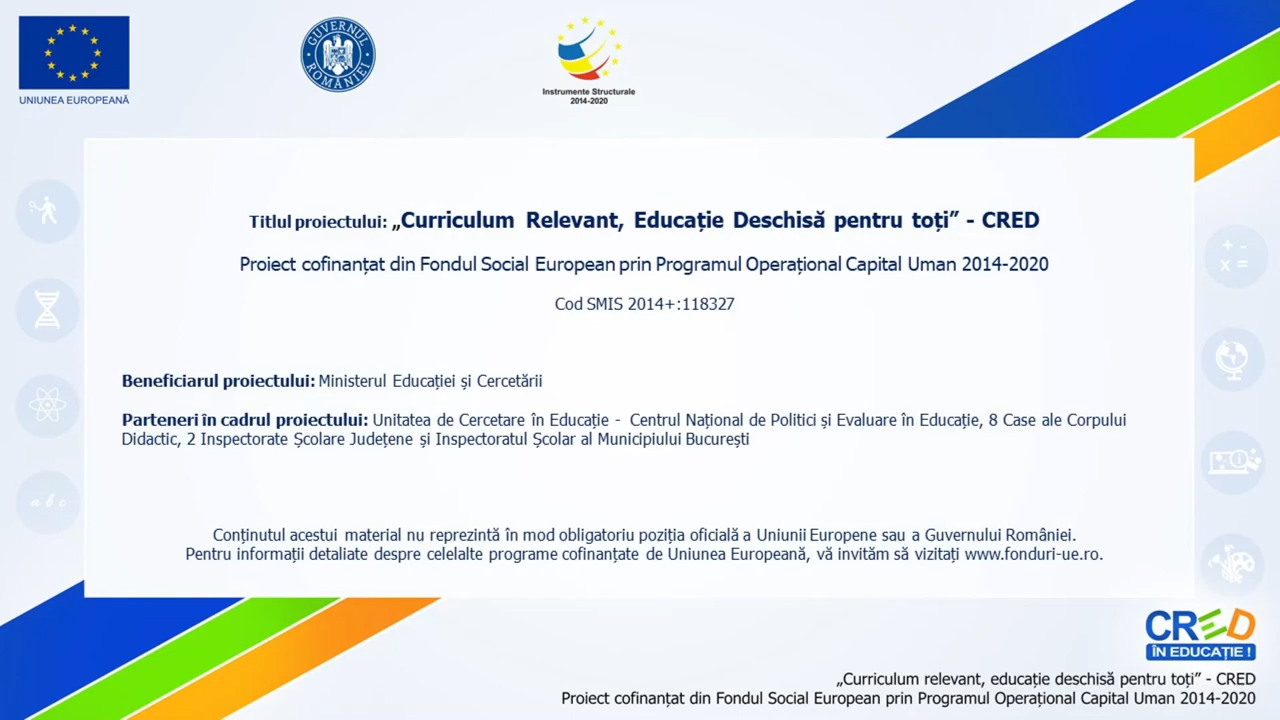 UNIUNEA EUROPEANĂ
GUVERNUL ROMÂNIEI
Instrumente Structurale
2014-2020
Titlul proiectului: „Curriculum Relevant, Educație Deschisă pentru toți” - CRED
Proiect cofinanțat din Fondul Social European prin Programul Operațional Capital Uman 2014-2020
Cod SMIS 2014+:118327
Beneficiarul proiectului: Ministerul Educației și Cercetării
Parteneri în cadrul proiectului: Unitatea de Cercetare în Educație - Centrul Național de Politici și Evaluare în Educație, 8 Case ale Corpului
Didactic, 2 Inspectorate Școlare Județene și Inspectoratul Școlar al Municipiului București
Conținutul acestui material nu reprezintă în mod obligatoriu poziția oficială a Uniunii Europene sau a Guvernului României.
Pentru informații detaliate despre celelalte programe cofinanțate de Uniunea Europeană, vă invităm să vizitați www.fonduri-ue.ro.
+ -
x =
a b c
CRED
ÎN EDUCAȚIE !
„Curriculum relevant, educație deschisă pentru toți” - CRED
Proiect cofinanțat din Fondul Social European prin Programul Operațional Capital Uman 2014-2020